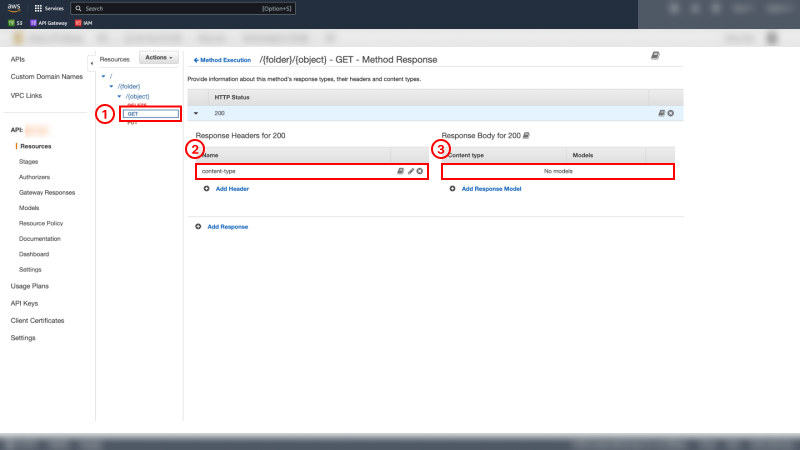 aws
Services
Search
[Option+S]
S3
API Gateway
IAM
APIs
Custom Domain Names
VPC Links
API:
Resources
Stages
Authorizers
Gateway Responses
Models
Resource Policy
Documentation
Dashboard
Settings
Usage Plans
API Keys
Client Certificates
Settings
Resources
Actions
/
/{folder}
/{object}
DELETE
1
GET
PUT
Method Execution
/{folder}/{object} - GET - Method Response
Provide information about this method's response types, their headers and content types.
HTTP Status
200
Response Headers for 200
2
Name
content-type
Add Header
Response Body for 200
3
Content type
Models
No models
Add Response Model
Add Response